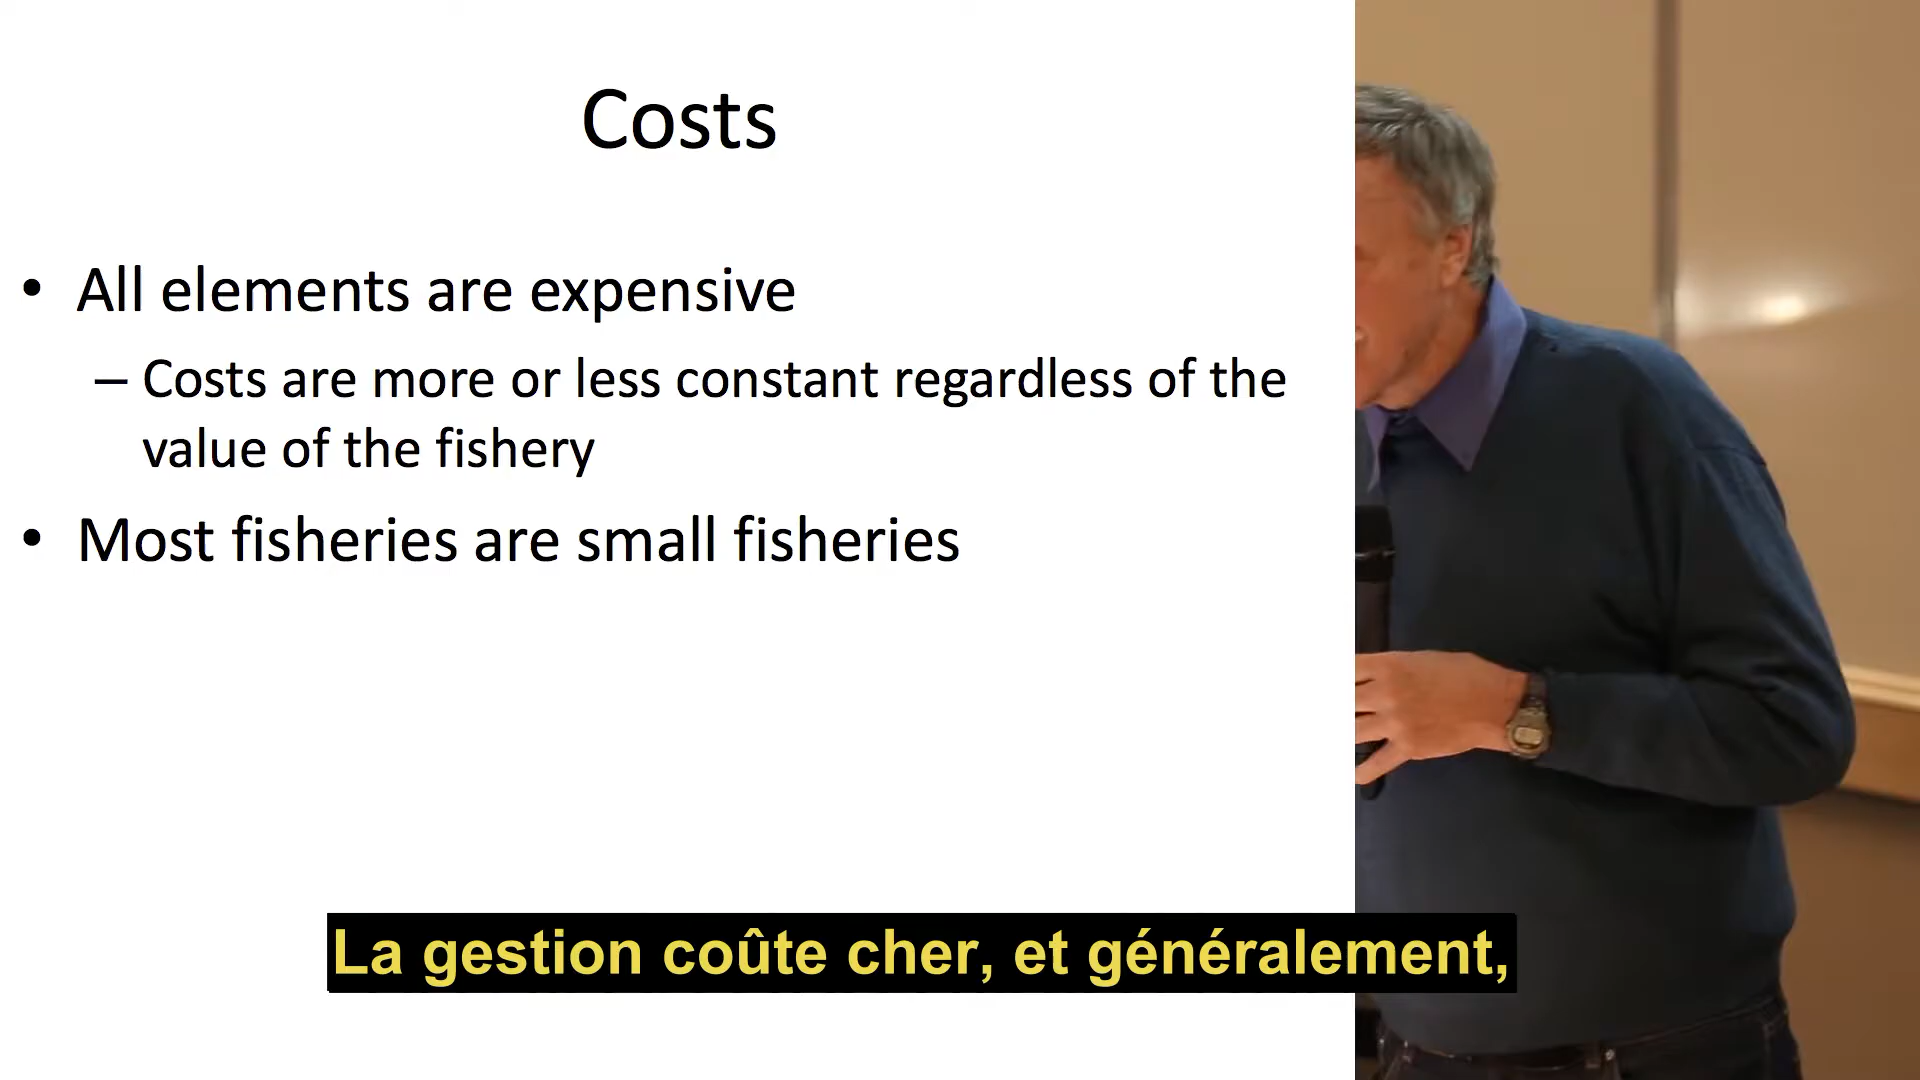 Costs
• All elements are expensive
– Costs are more or less constant regardless of the
value of the fishery
• Most fisheries are small fisheries
La gestion coûte cher, et généralement,